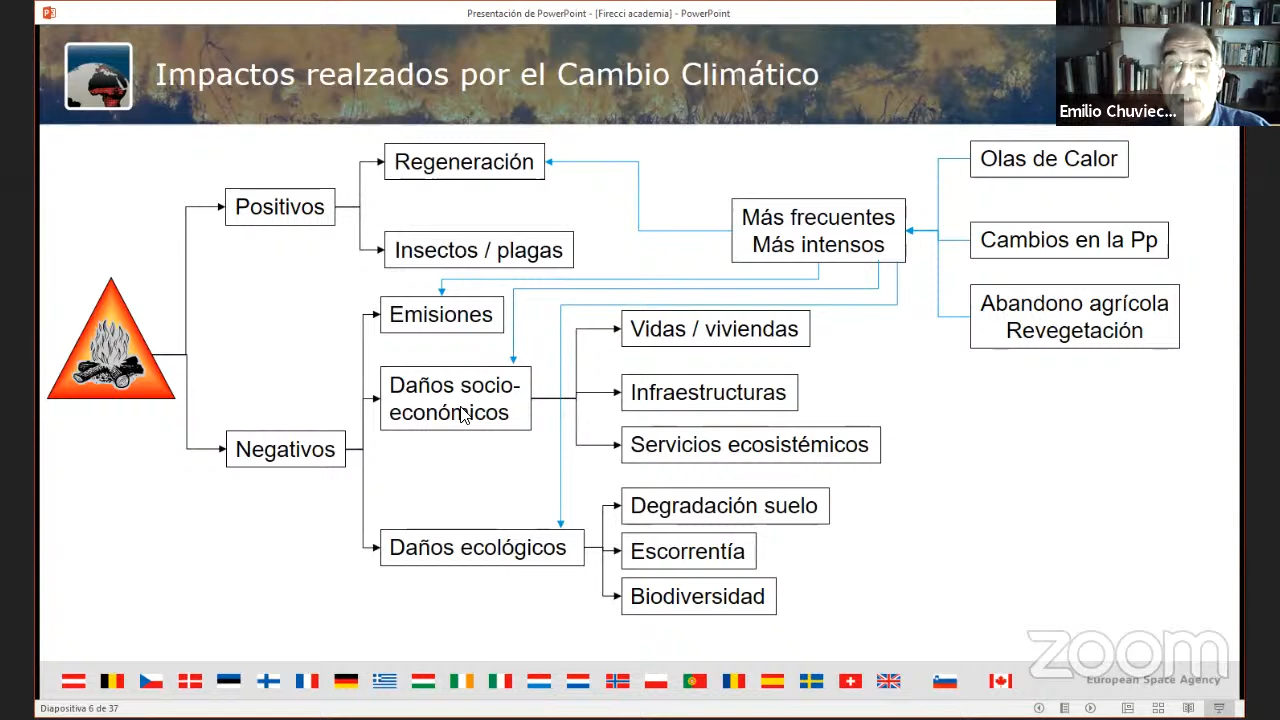 Presentación de PowerPoint - [Firecci academia] - PowerPoint
Impactos realzados por el Cambio Climático
Emilio Chuviec...
Regeneración
Olas de Calor
Positivos
Más frecuentes
Más intensos
Cambios en la Pp
Insectos / plagas
Emisiones
Abandono agrícola
Revegetación
Vidas / viviendas
Daños socio-
económicos
Infraestructuras
Negativos
Servicios ecosistémicos
Degradación suelo
Daños ecológicos
Escorrentía
Biodiversidad
zoom
European Space Agency
Diapositiva 6 de 37